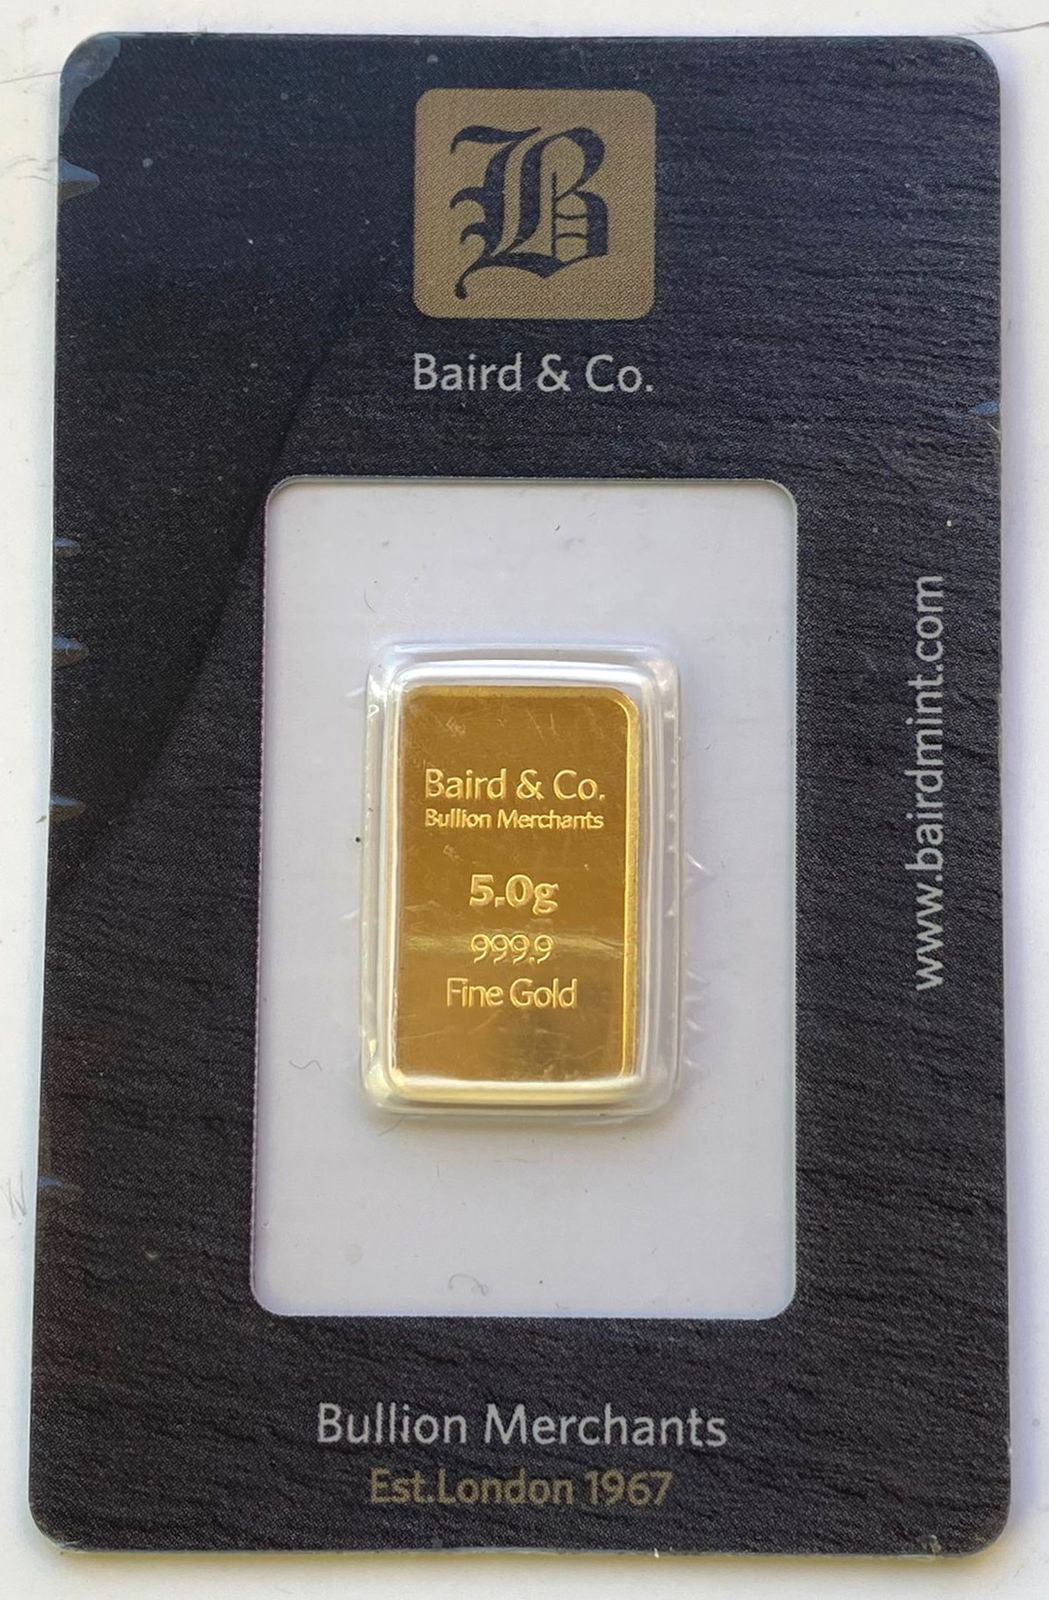 B
Baird & Co.
Baird & Co.
Bullion Merchants
5.0g
999.9
Fine Gold
www.bairdmint.com
Bullion Merchants
Est.London 1967